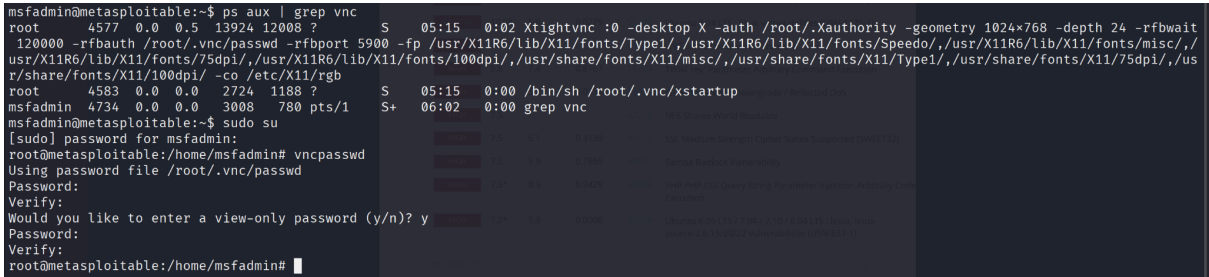 msfadmin@metasploitable:~$ ps aux | grep vnc
root      4577  0.0  0.5  13924 12008 ?        S    05:15   0:02 Xtightvnc :0 -desktop X -auth /root/.Xauthority -geometry 1024×768 -depth 24 -rfbwait
 120000 -rfbauth /root/.vnc/passwd -rfbport 5900 -fp /usr/X11R6/lib/X11/fonts/Type1/,/usr/X11R6/lib/X11/fonts/Speedo/,/usr/X11R6/lib/X11/fonts/misc/,/
usr/X11R6/lib/X11/fonts/75dpi/,/usr/X11R6/lib/X11/fonts/100dpi/,/usr/share/fonts/X11/misc/,/usr/share/fonts/X11/Type1/,/usr/share/fonts/X11/75dpi/,/us
r/share/fonts/X11/100dpi/ -co /etc/X11/rgb
root      4583  0.0  0.0   2724  1188 ?        S    05:15   0:00 /bin/sh /root/.vnc/xstartup
msfadmin  4734  0.0  0.0   3008   780 pts/1    S+   06:02   0:00 grep vnc
msfadmin@metasploitable:~$ sudo su
[sudo] password for msfadmin:
root@metasploitable:/home/msfadmin# vncpasswd
Using password file /root/.vnc/passwd
Password:
Verify:
Would you like to enter a view-only password (y/n)? y
Password:
Verify:
root@metasploitable:/home/msfadmin#